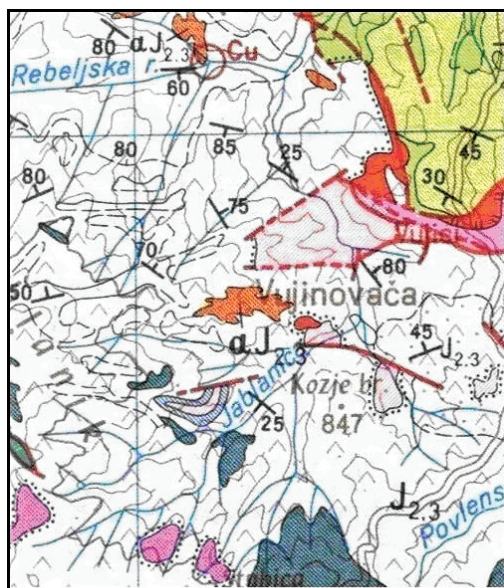 80
αJ2,3
Cu
Rebeljska r.
60
85
25
45
80
80
30
75
70
Vujinovača
80
50
αJ
45
J2,3
Jablanica
Kozje br.
25
847
J2,3
Povlens